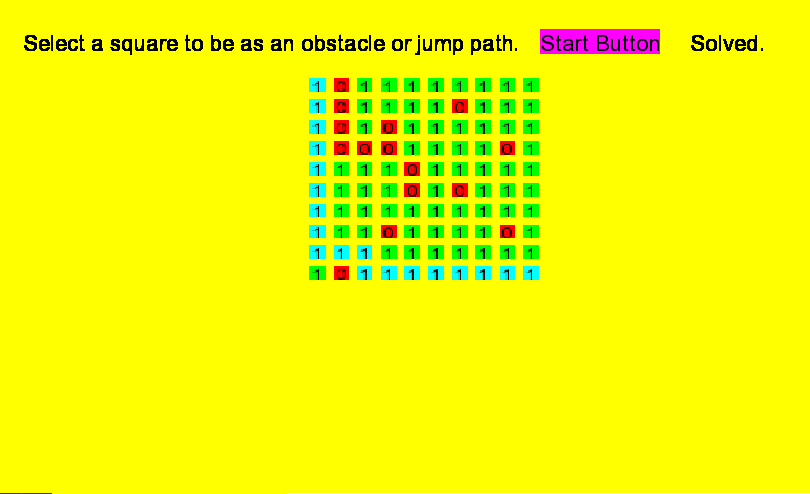 Select a square to be as an obstacle or jump path. Start Button Solved.
1 0 1 1 1 1 1 1 1 1
1 0 1 1 1 1 0 1 1 1
1 0 1 0 1 1 1 1 1 1
1 0 0 0 1 1 1 1 0 1
1 1 1 1 0 1 1 1 1 1
1 1 1 1 0 1 0 1 1 1
1 1 1 1 1 1 1 1 1 1
1 1 1 0 1 1 1 1 0 1
1 1 1 1 1 1 1 1 1 1
1 0 1 1 1 1 1 1 1 1